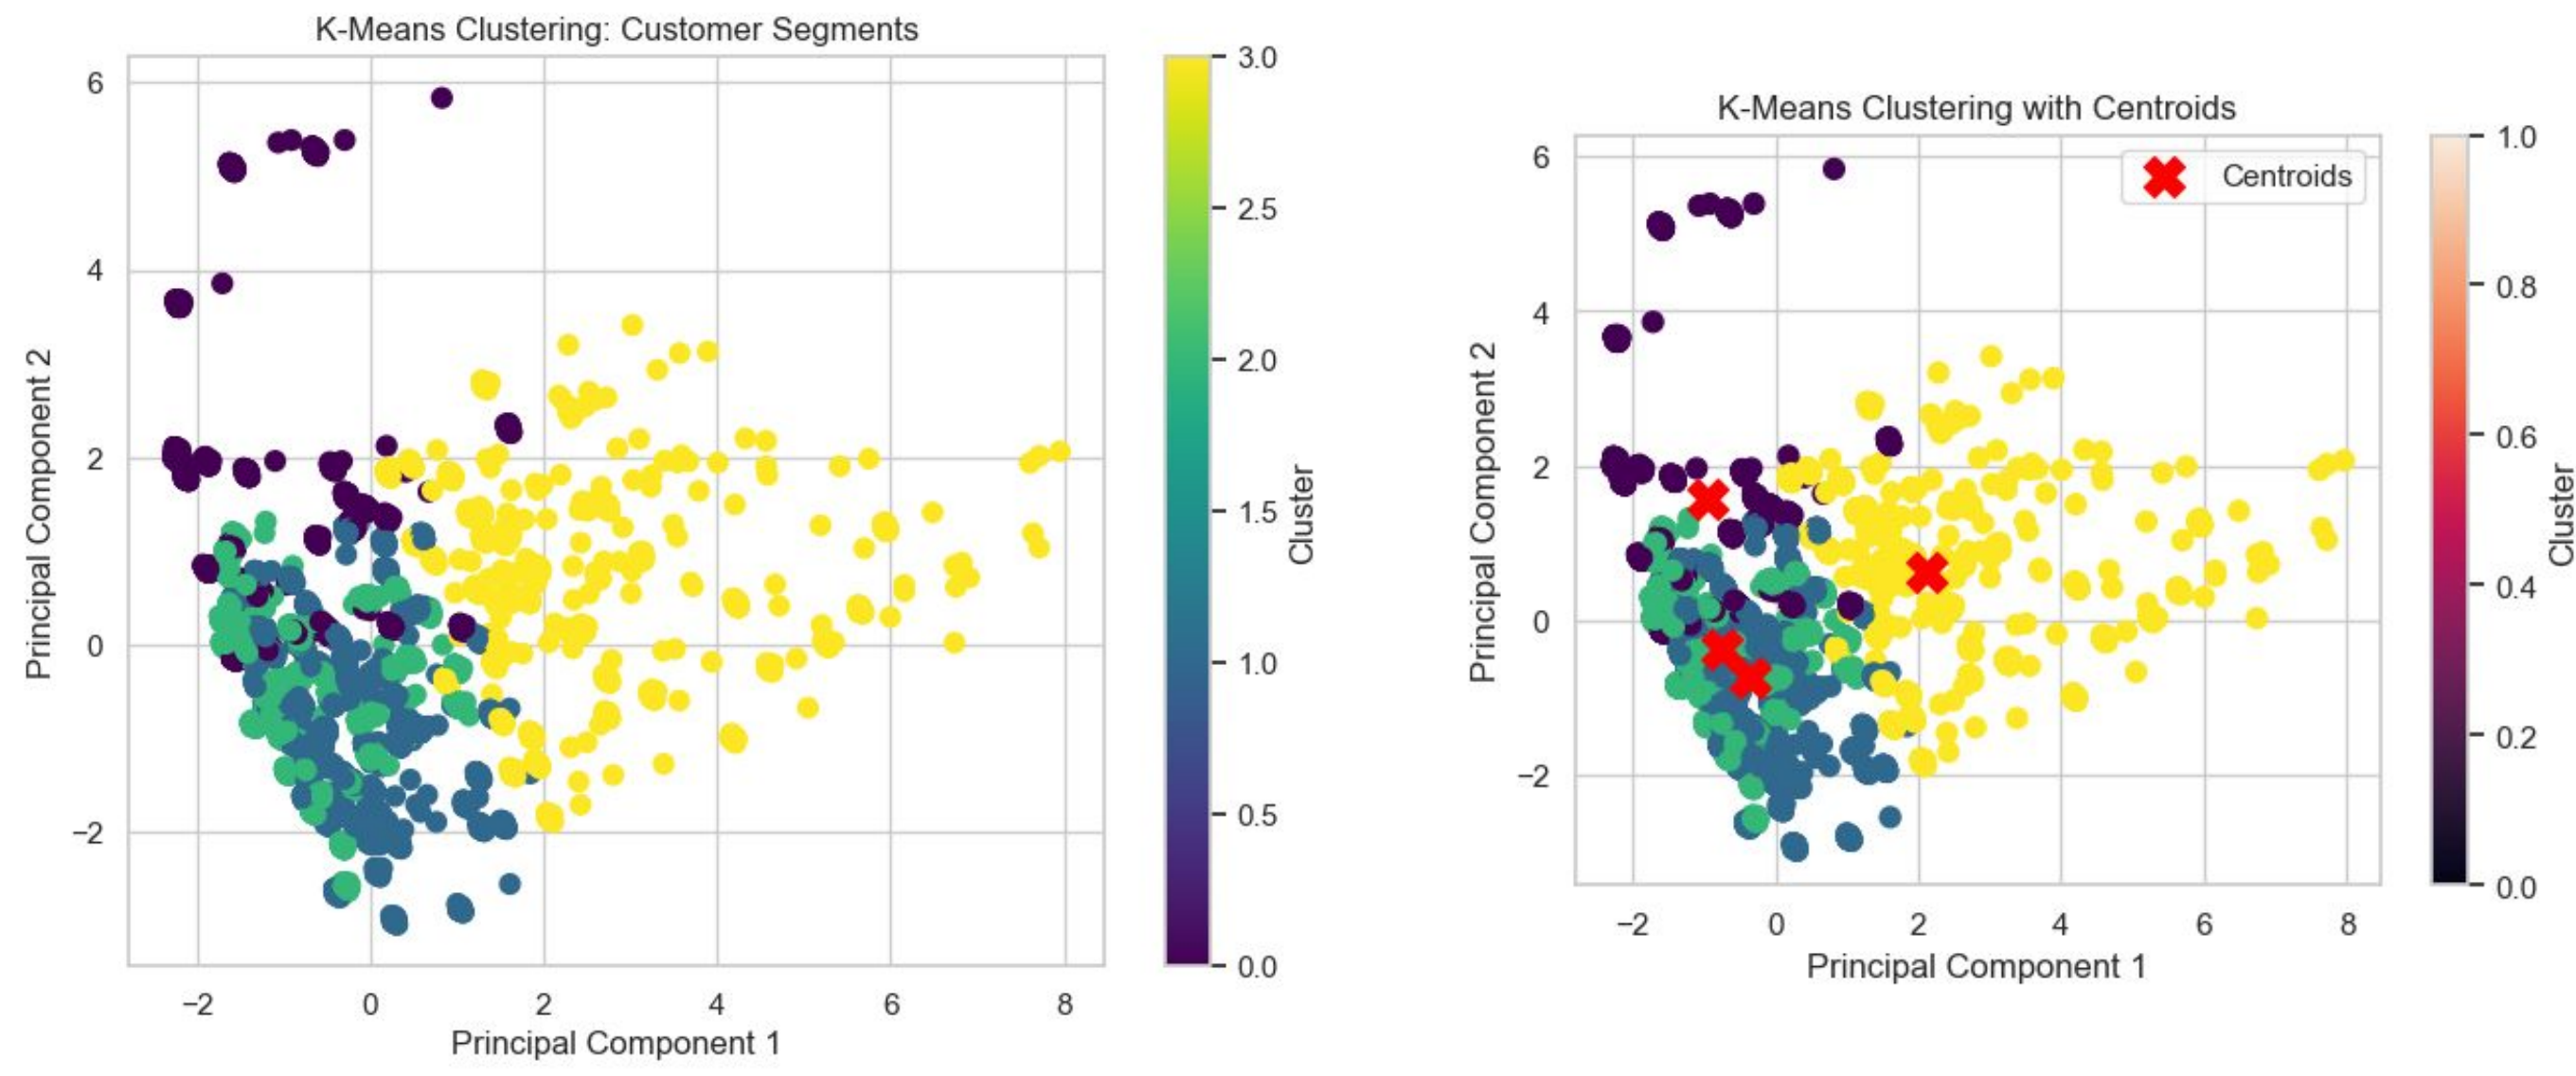 K-Means Clustering: Customer Segments
6
4
2
0
−2
Principal Component 2
−2 0 2 4 6 8
Principal Component 1
3.0
2.5
2.0
1.5
1.0
0.5
0.0
Cluster
K-Means Clustering with Centroids
Centroids
6
4
2
0
−2
Principal Component 2
−2 0 2 4 6 8
Principal Component 1
1.0
0.8
0.6
0.4
0.2
0.0
Cluster